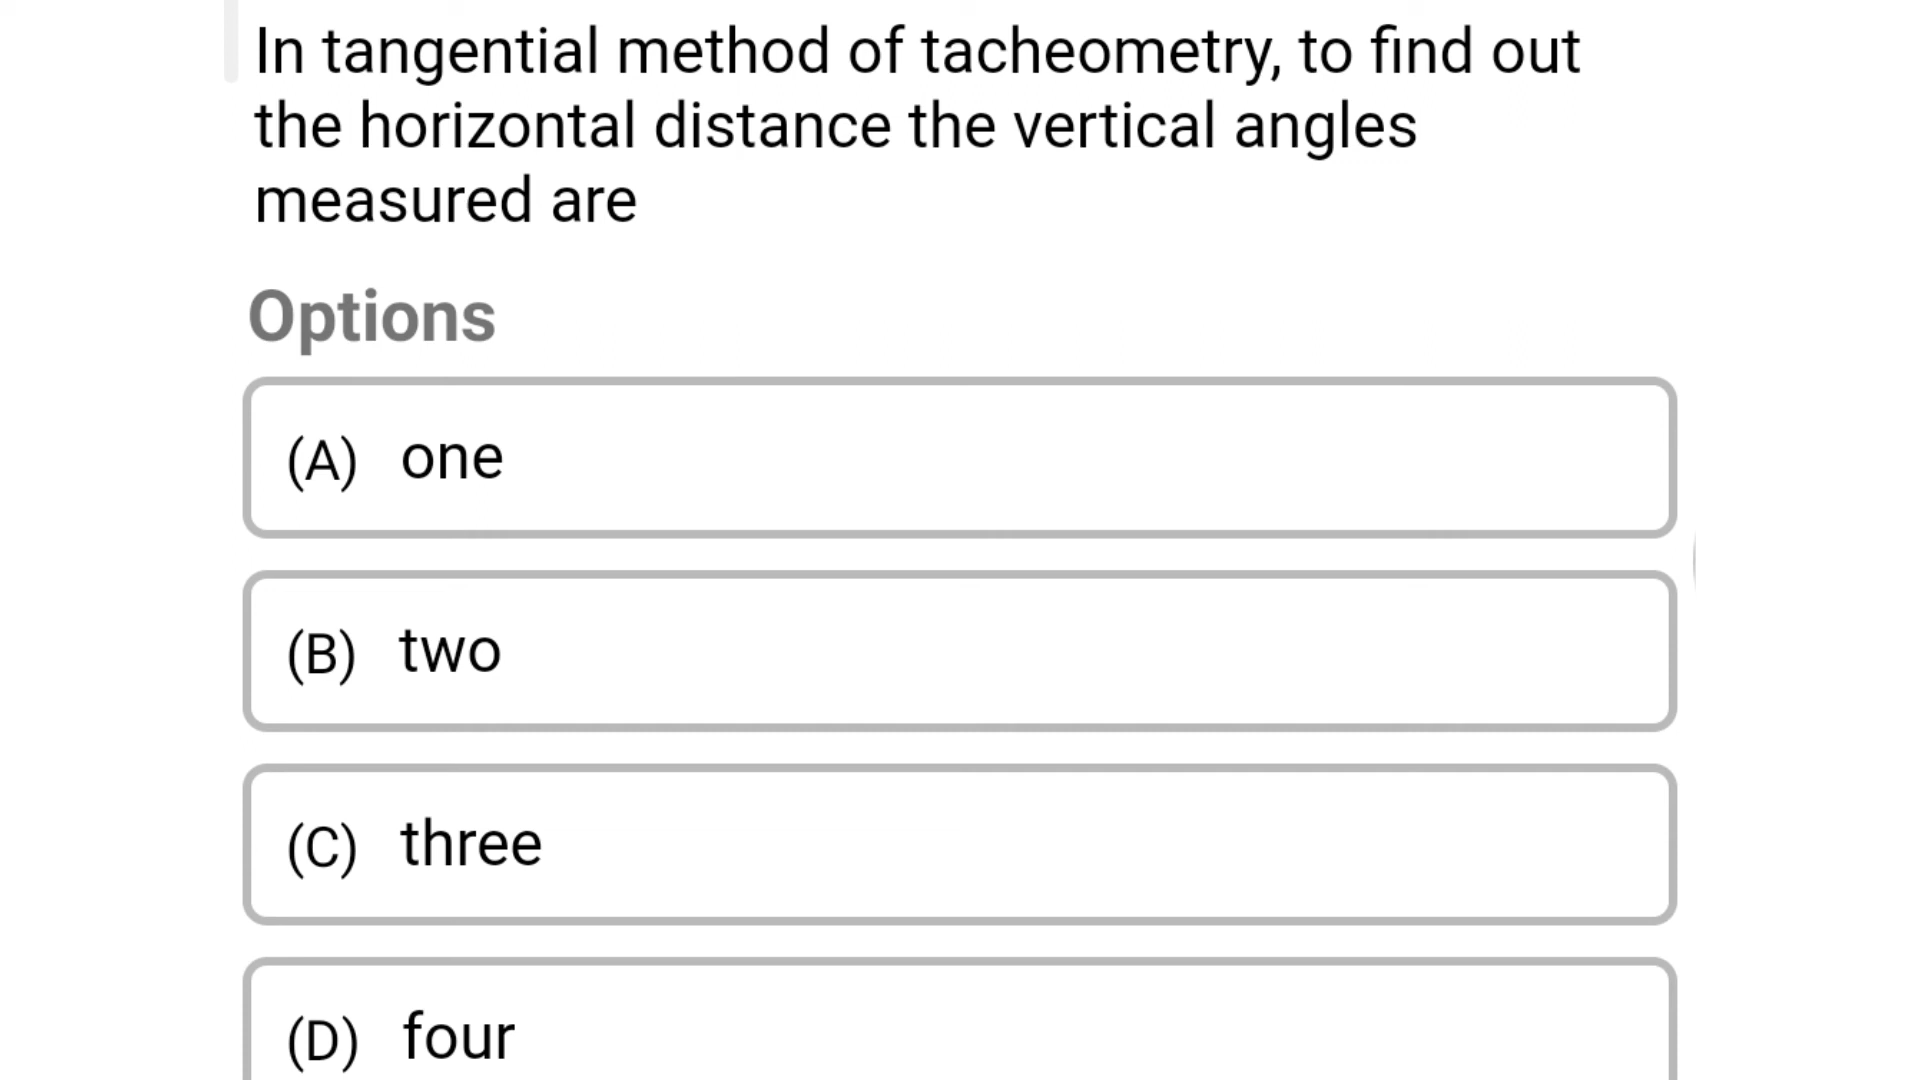 In tangential method of tacheometry, to find out
the horizontal distance the vertical angles
measured are
Options
(A) one
(B) two
(C) three
(D) four